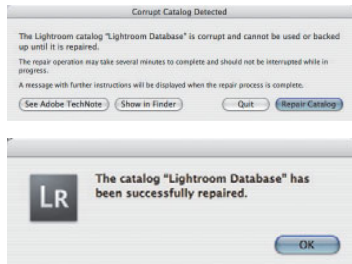 Corrupt Catalog Detected
The Lightroom catalog "Lightroom Database" is corrupt and cannot be used or backed
up until it is repaired.
The repair operation may take several minutes to complete and should not be interrupted while in
progress.
A message with further instructions will be displayed when the repair process is complete.
See Adobe TechNote Show in Finder Quit Repair Catalog
LR
The catalog "Lightroom Database" has
been successfully repaired.
OK